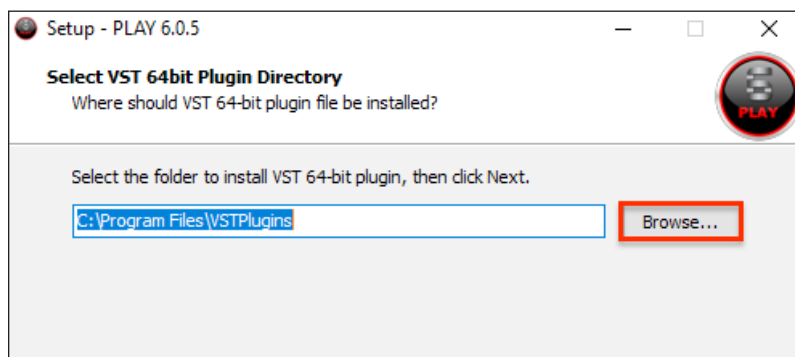 Setup - PLAY 6.0.5
Select VST 64bit Plugin Directory
Where should VST 64-bit plugin file be installed?
PLAY
Select the folder to install VST 64-bit plugin, then click Next.
C:\Program Files\VSTPlugins
Browse...